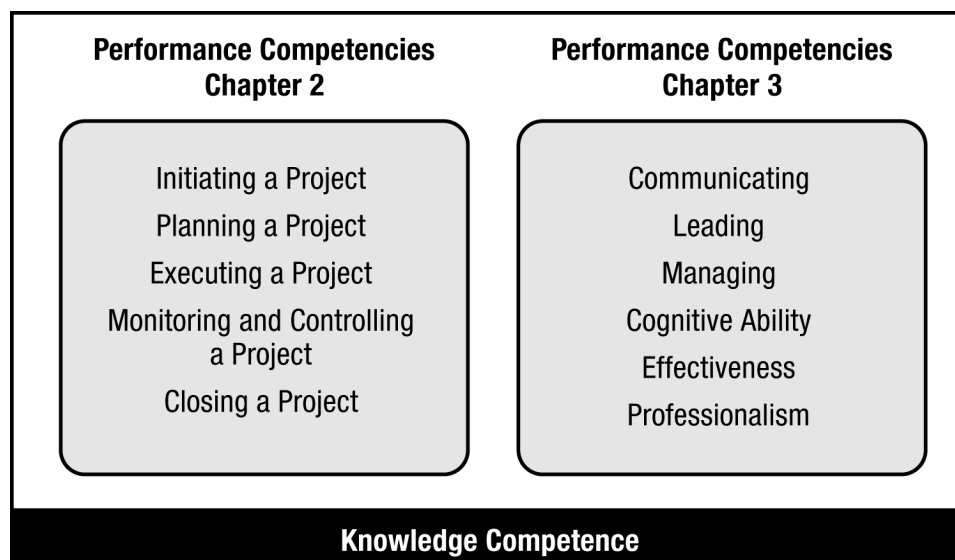 Performance Competencies
Chapter 2
Initiating a Project
Planning a Project
Executing a Project
Monitoring and Controlling
a Project
Closing a Project
Performance Competencies
Chapter 3
Communicating
Leading
Managing
Cognitive Ability
Effectiveness
Professionalism
Knowledge Competence